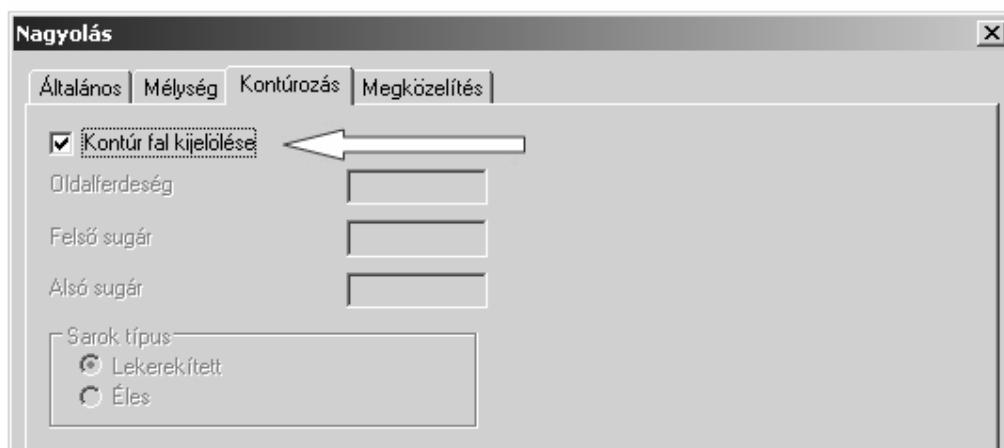 Nagyolás
Általános Mélység Kontúrozás Megközelítés
Kontúr fal kijelölése
Oldalferdeség
Felső sugár
Alsó sugár
Sarok típus
Lekerekített
Éles